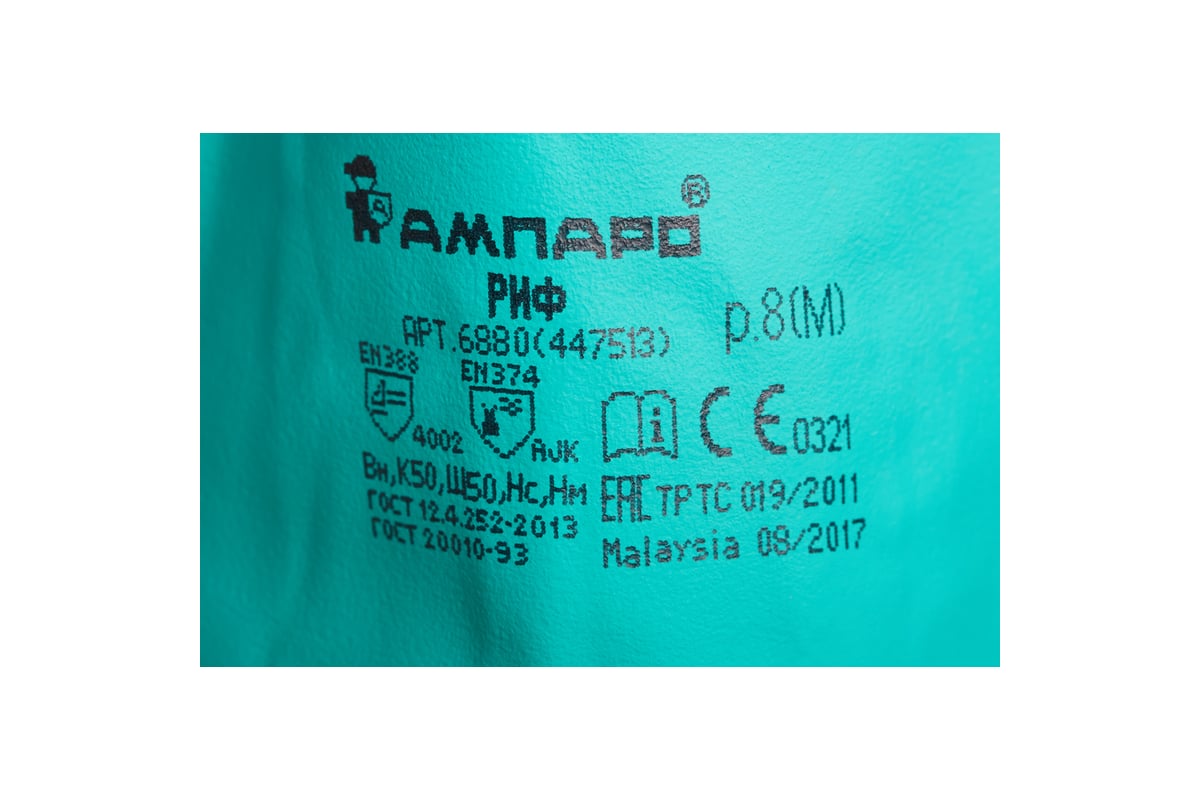 АМПАРО®
РИФ
АРТ.6880(447513)
р.8(М)
EN388
4002
EN374
AJK
i
CE 0321
Вн,К50,Щ50,Нс,Нм
ГОСТ 12.4.252-2013
ГОСТ 20010-93
EAC ТР ТС 019/2011
Malaysia 08/2017